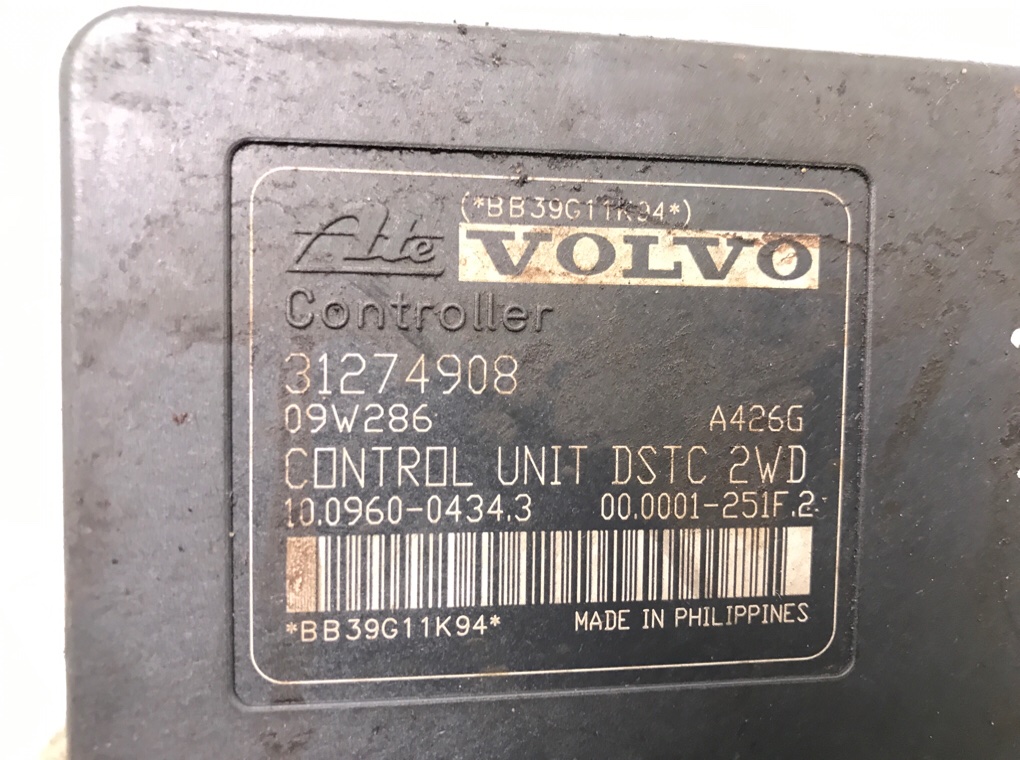 (*BB39G11K94*)
Ate VOLVO
Controller
31274908
09W286 A426G
CONTROL UNIT DSTC 2WD
10.0960-0434.3 00.0001-251F.2
*BB39G11K94* MADE IN PHILIPPINES